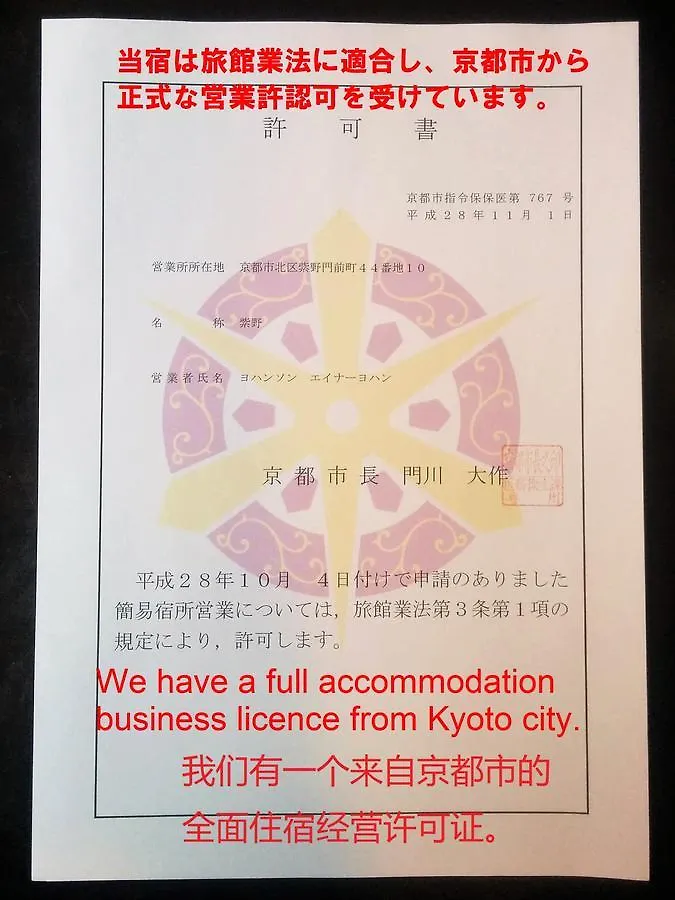 当宿は旅館業法に適合し、京都市から
正式な営業許認可を受けています。
許 可 書
京都市指令保保医第 767 号
平成28年11月 1日
営業所所在地 京都市北区紫野門前町44番地10
名 称 紫野
営業者氏名 ヨハンソン エイナーヨハン
京都市長 門川 大作
平成28年10月 4日付けで申請のありました
簡易宿所営業については，旅館業法第3条第1項の
規定により，許可します。
We have a full accommodation
business licence from Kyoto city.
我们有一个来自京都市的
全面住宿经营许可证。